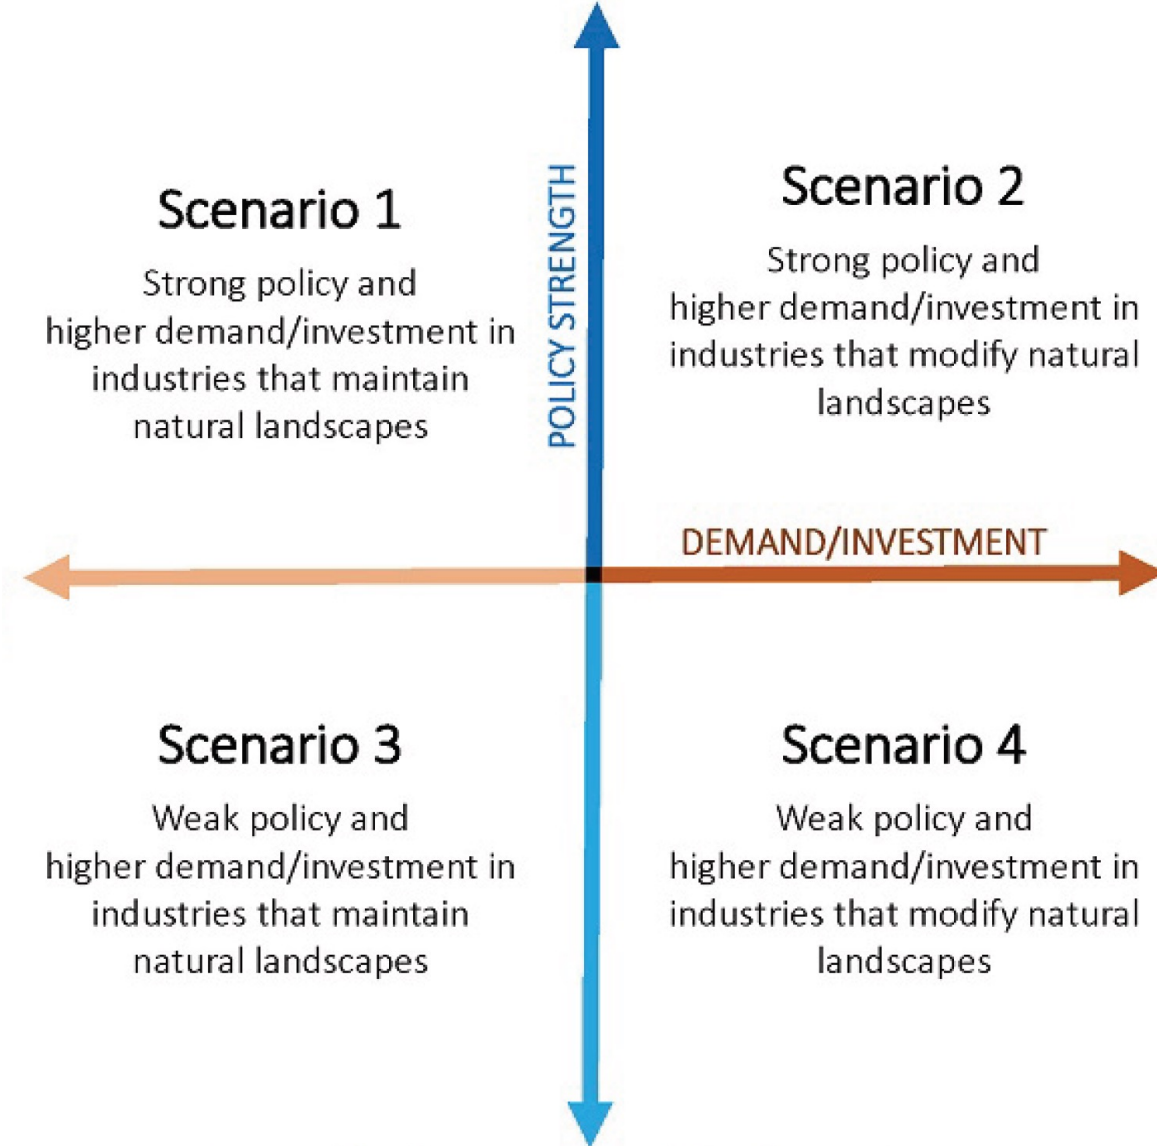 Scenario 1
Strong policy and
higher demand/investment in
industries that maintain
natural landscapes
POLICY STRENGTH
Scenario 2
Strong policy and
higher demand/investment in
industries that modify natural
landscapes
DEMAND/INVESTMENT
Scenario 3
Weak policy and
higher demand/investment in
industries that maintain
natural landscapes
Scenario 4
Weak policy and
higher demand/investment in
industries that modify natural
landscapes